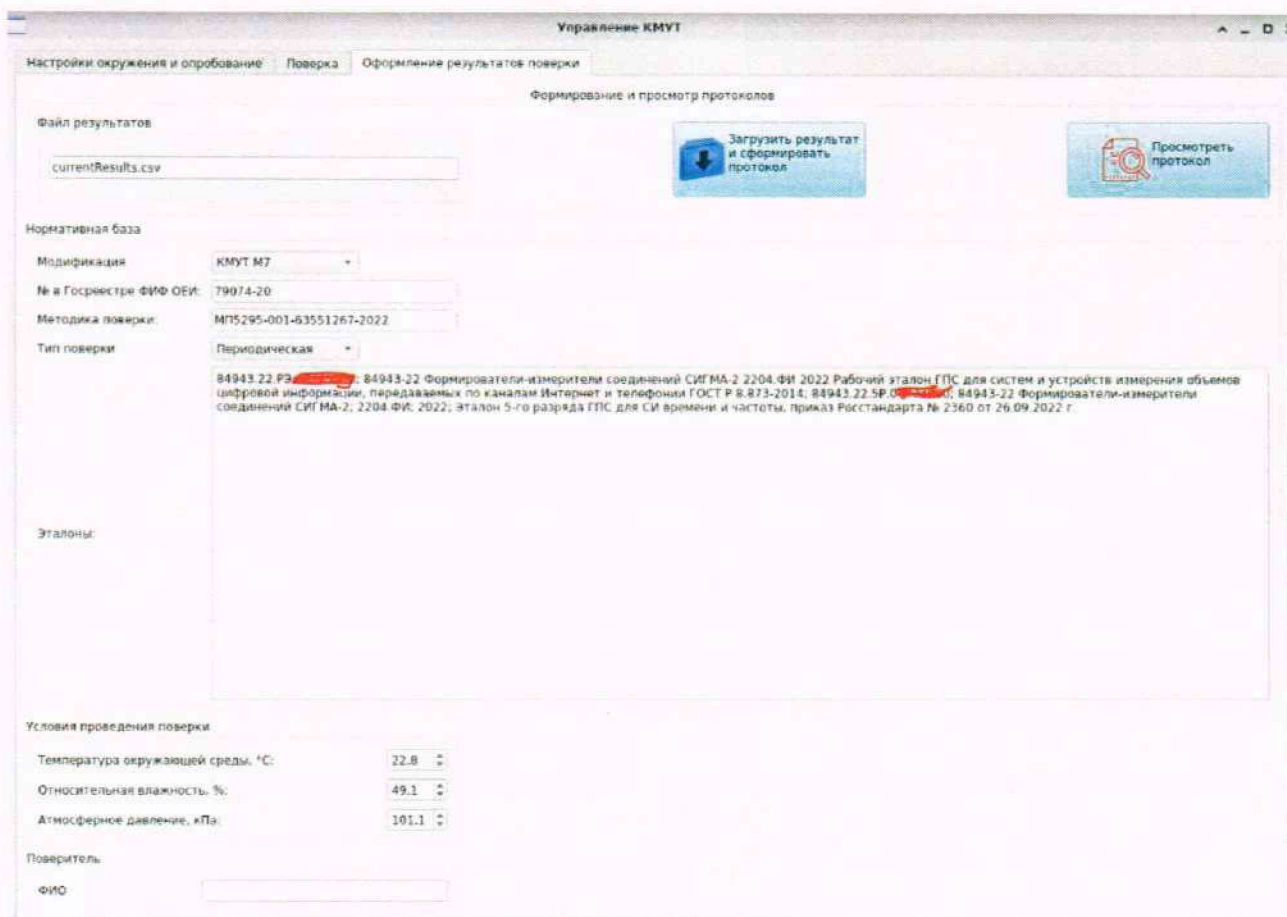 Управление КМУТ
Настройки окружения и опробование Поверка Оформление результатов поверки
Формирование и просмотр протоколов
Файл результатов
currentResults.csv
Загрузить результат
и сформировать
протокол
Просмотреть
протокол
Нормативная база
Модификация КМУТ М7
№ в Госреестре ФИФ ОЕИ: 79074-20
Методика поверки: МП5295-001-63551267-2022
Тип поверки Периодическая
84943.22.РЭ. 84943-22 Формирователи-измерители соединений СИГМА-2 2204.ФИ 2022 Рабочий эталон ГПС для систем и устройств измерения объемов
цифровой информации, передаваемых по каналам Интернет и телефонии ГОСТ Р 8.873-2014; 84943.22.5Р. 84943-22 Формирователи-измерители
соединений СИГМА-2; 2204.ФИ; 2022; эталон 5-го разряда ГПС для СИ времени и частоты, приказ Росстандарта № 2360 от 26.09.2022 г.
Эталоны:
Условия проведения поверки
Температура окружающей среды, °С: 22.8
Относительная влажность, %: 49.1
Атмосферное давление, кПа: 101.1
Поверитель
ФИО